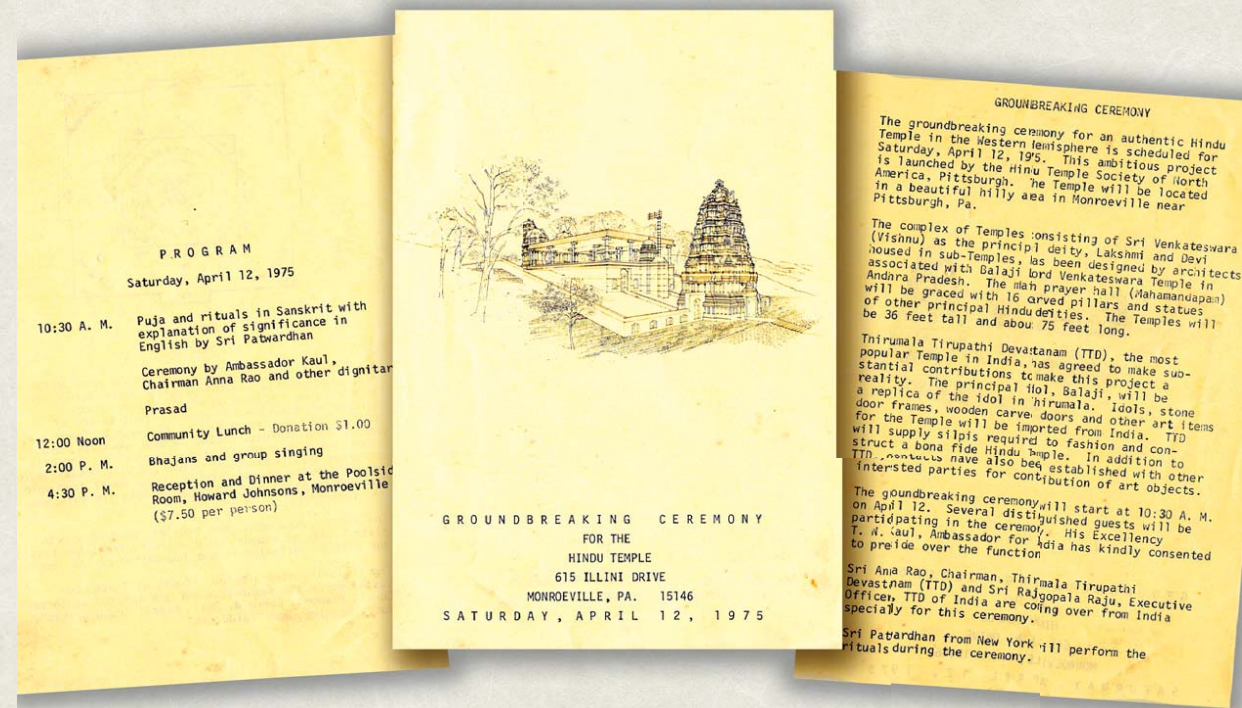 PROGRAM
Saturday, April 12, 1975
10:30 A. M. Puja and rituals in Sanskrit with
explanation of significance in
English by Sri Patwardhan
Ceremony by Ambassador Kaul,
Chairman Anna Rao and other dignitar
Prasad
12:00 Noon Community Lunch - Donation $1.00
2:00 P. M. Bhajans and group singing
4:30 P. M. Reception and Dinner at the Poolsid
Room, Howard Johnsons, Monroeville
($7.50 per person)
GROUNDBREAKING CEREMONY
FOR THE
HINDU TEMPLE
615 ILLINI DRIVE
MONROEVILLE, PA. 15146
SATURDAY, APRIL 12, 1975
GROUNBREAKING CEREMONY
The groundbreaking ceremony for an authentic Hindu
Temple in the Western Hemisphere is scheduled for
Saturday, April 12, 195. This ambitious project
is launched by the Hindu Temple Society of North
America, Pittsburgh. The Temple will be located
in a beautiful hilly area in Monroeville near
Pittsburgh, Pa.
The complex of Temples consisting of Sri Venkateswara
(Vishnu) as the principl deity, Lakshmi and Devi
housed in sub-Temples, has been designed by architects
associated with Balaji Lord Venkateswara Temple in
Andhra Pradesh. The main prayer hall (Mahamandapam)
will be graced with 16 carved pillars and statues
of other principal Hindu deities. The Temples will
be 36 feet tall and about 75 feet long.
Thirumala Tirupathi Devastanam (TTD), the most
popular Temple in India, has agreed to make sub-
stantial contributions to make this project a
reality. The principal idol, Balaji, will be
a replica of the idol in Thirumala. Idols, stone
door frames, wooden carved doors and other art items
for the Temple will be imported from India. TTD
will supply silpis required to fashion and con-
struct a bona fide Hindu Temple. In addition to
TTD contacts have also been established with other
intersted parties for contibution of art objects.
The goundbreaking ceremony will start at 10:30 A. M.
on April 12. Several distiguished guests will be
participating in the ceremony. His Excellency
T. N. Kaul, Ambassador for India has kindly consented
to preide over the function
Sri Anna Rao, Chairman, Thirmala Tirupathi
Devastnam (TTD) and Sri Rajgopala Raju, Executive
Officer, TTD of India are coming over from India
specially for this ceremony.
Sri Patwardhan from New York will perform the
rituals during the ceremony.